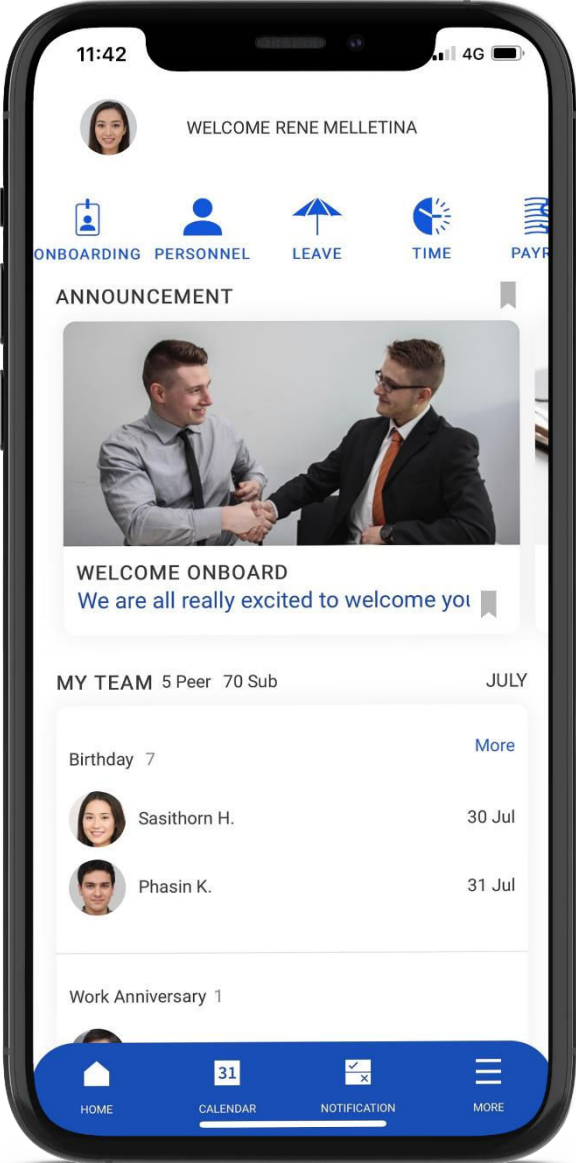 11:42 4G
WELCOME RENE MELLETINA
ONBOARDING PERSONNEL LEAVE TIME PAYR
ANNOUNCEMENT
WELCOME ONBOARD
We are all really excited to welcome you
MY TEAM 5 Peer 70 Sub JULY
Birthday 7 More
Sasithorn H. 30 Jul
Phasin K. 31 Jul
Work Anniversary 1
31
HOME CALENDAR NOTIFICATION MORE